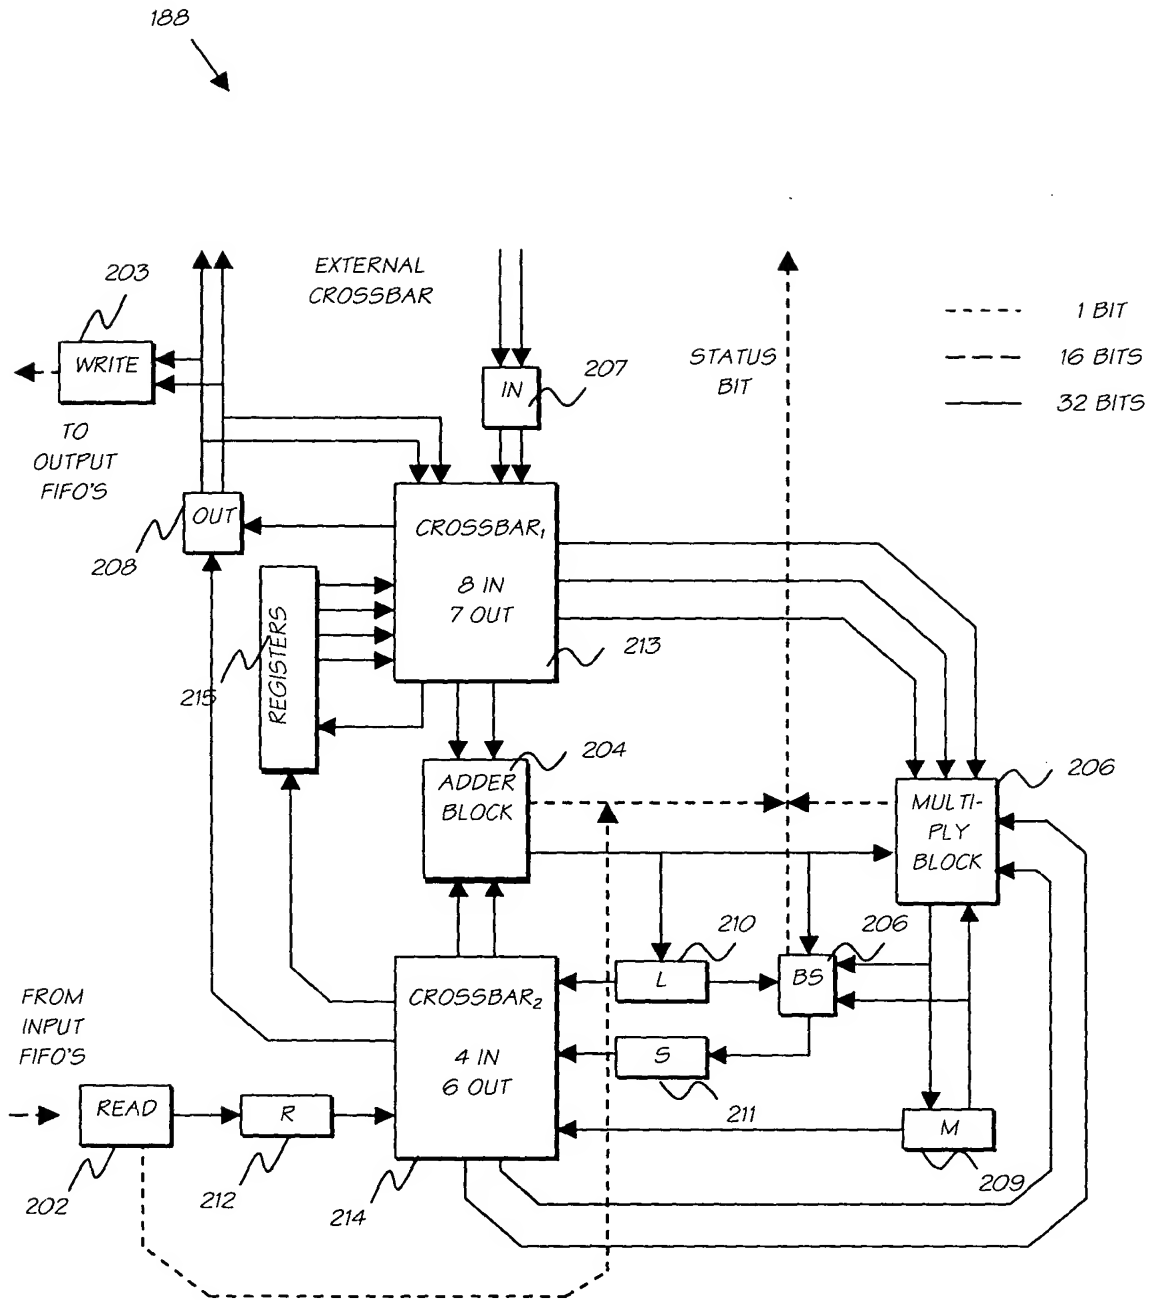 188
203
EXTERNAL
CROSSBAR
1 BIT
WRITE
STATUS
BIT
16 BITS
207
IN
32 BITS
TO
OUTPUT
FIFO'S
OUT
208
CROSSBAR₁
8 IN
7 OUT
213
REGISTERS
215
204
ADDER
BLOCK
206
MULTI-
PLY
BLOCK
210
206
L
BS
FROM
INPUT
FIFO'S
CROSSBAR₂
4 IN
6 OUT
S
211
READ
R
M
202
212
214
209